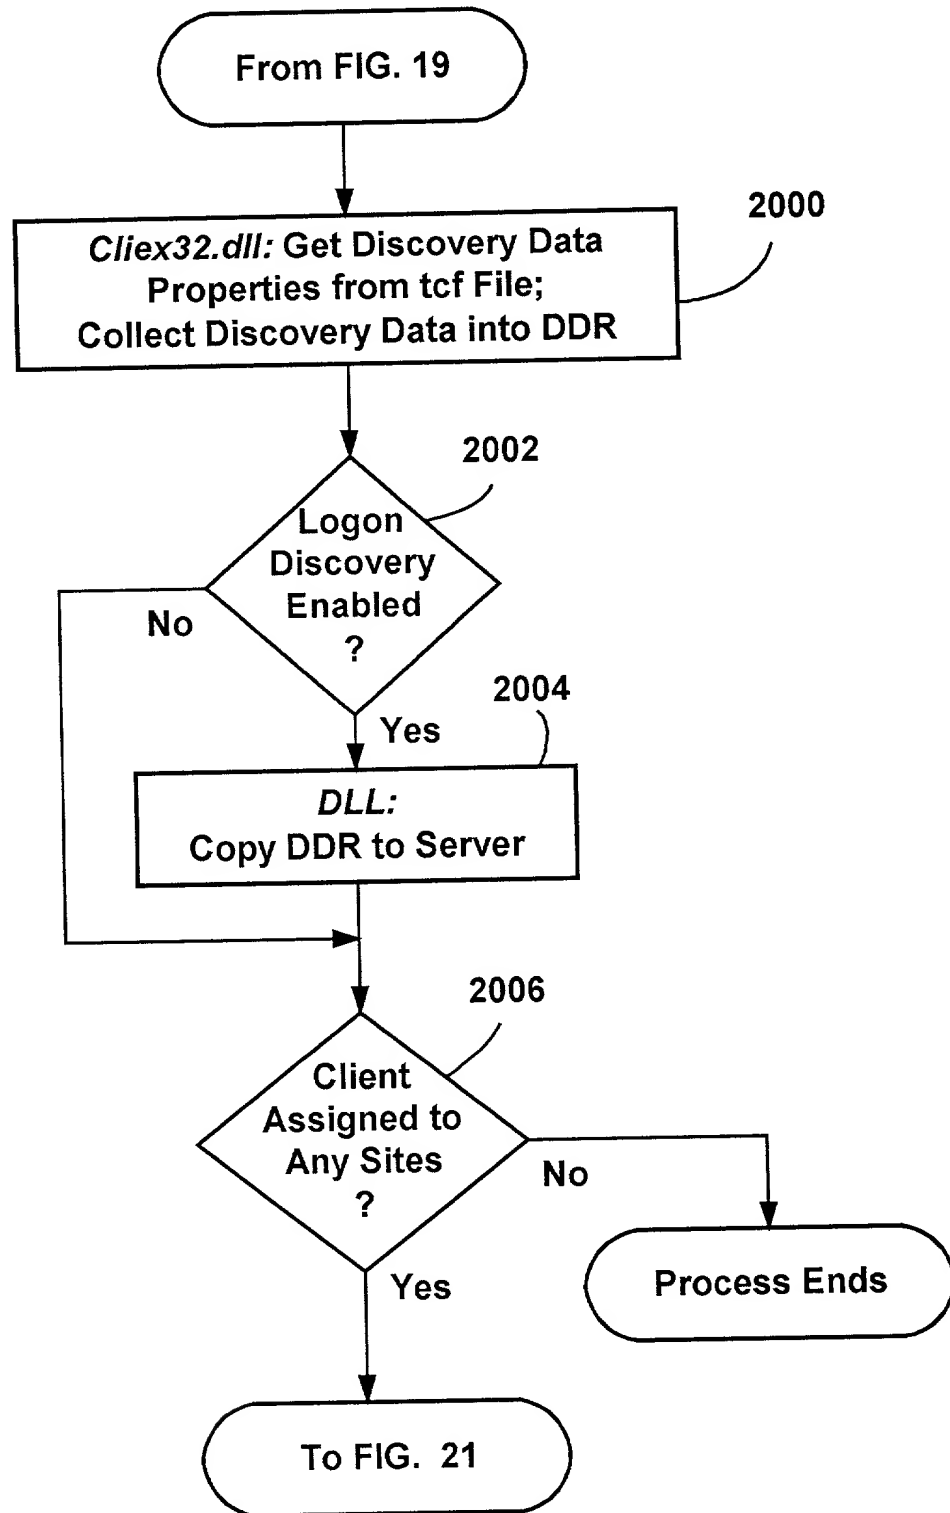 From FIG. 19
2000
Cliex32.dll: Get Discovery Data
Properties from tcf File;
Collect Discovery Data into DDR
2002
Logon
Discovery
Enabled
?
No
Yes
2004
DLL:
Copy DDR to Server
2006
Client
Assigned to
Any Sites
?
No
Yes
Process Ends
To FIG. 21